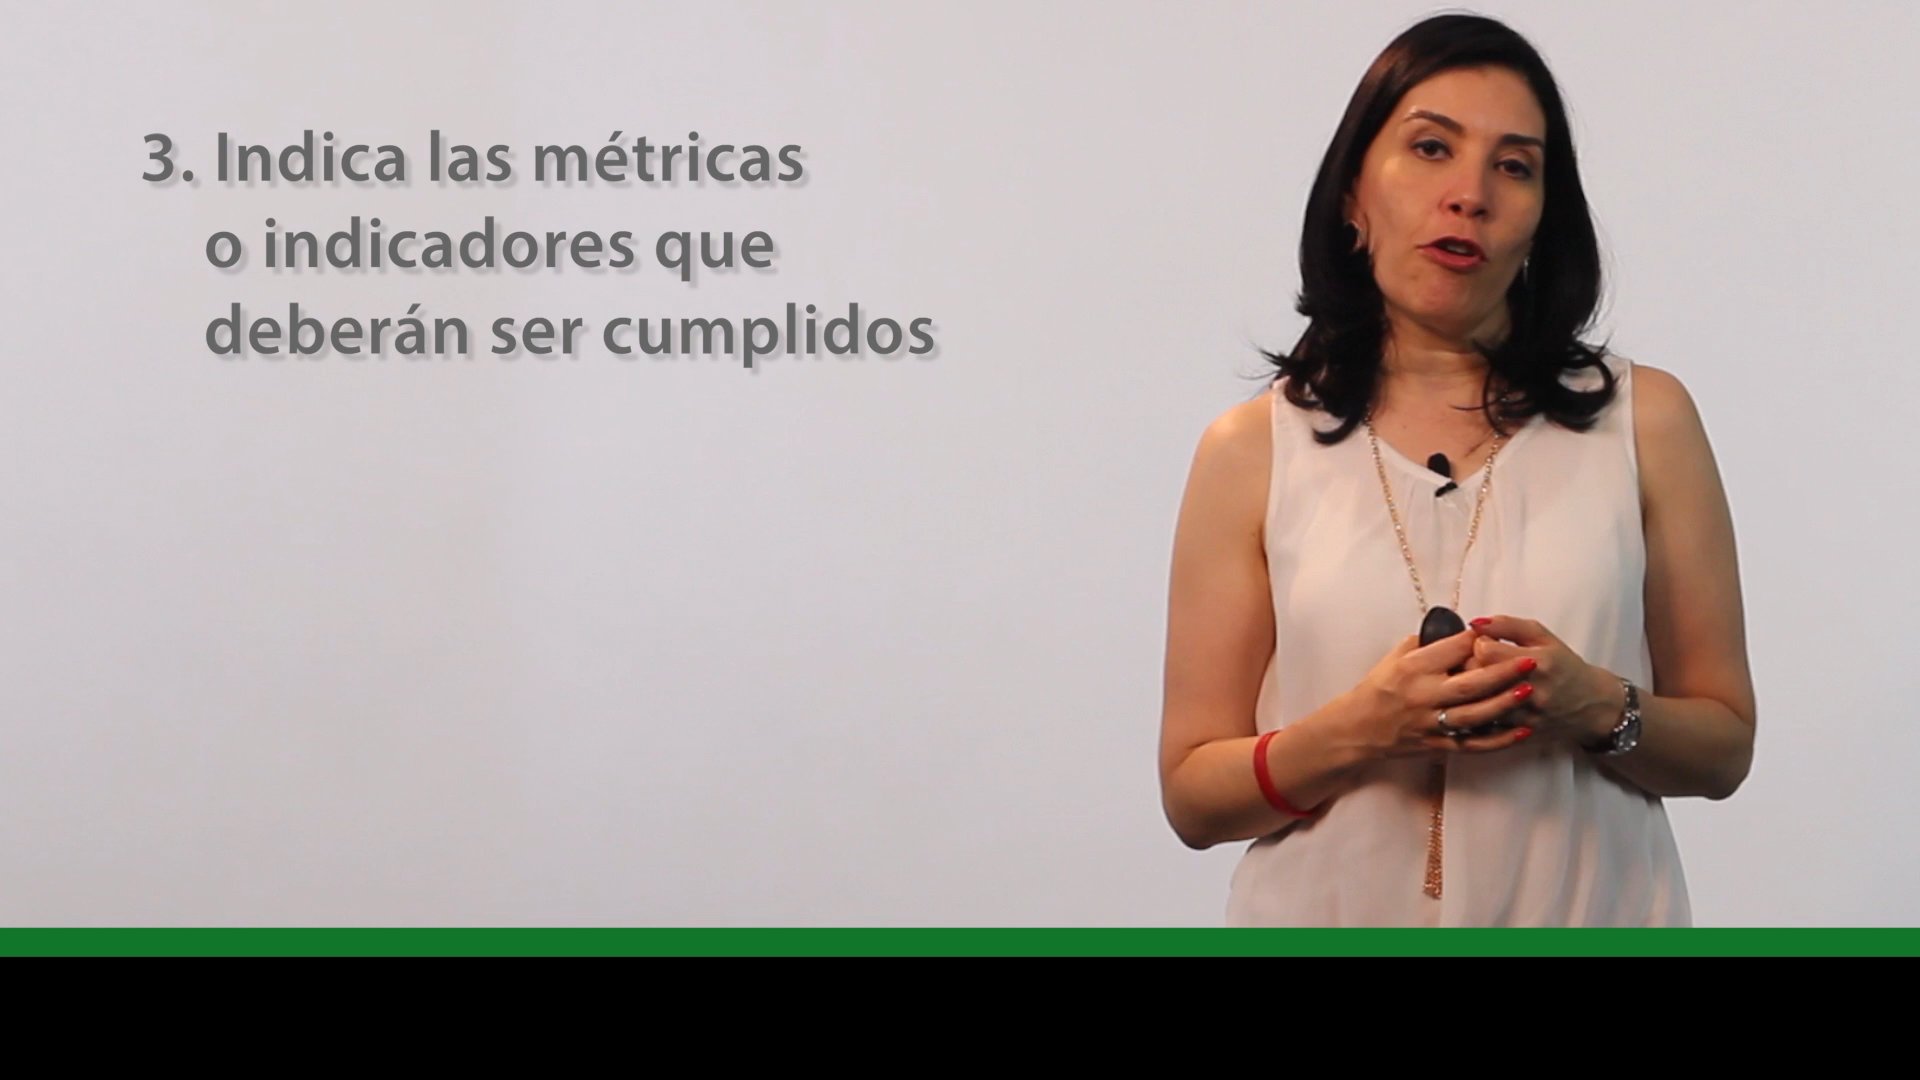 3. Indica las métricas
o indicadores que
deberán ser cumplidos